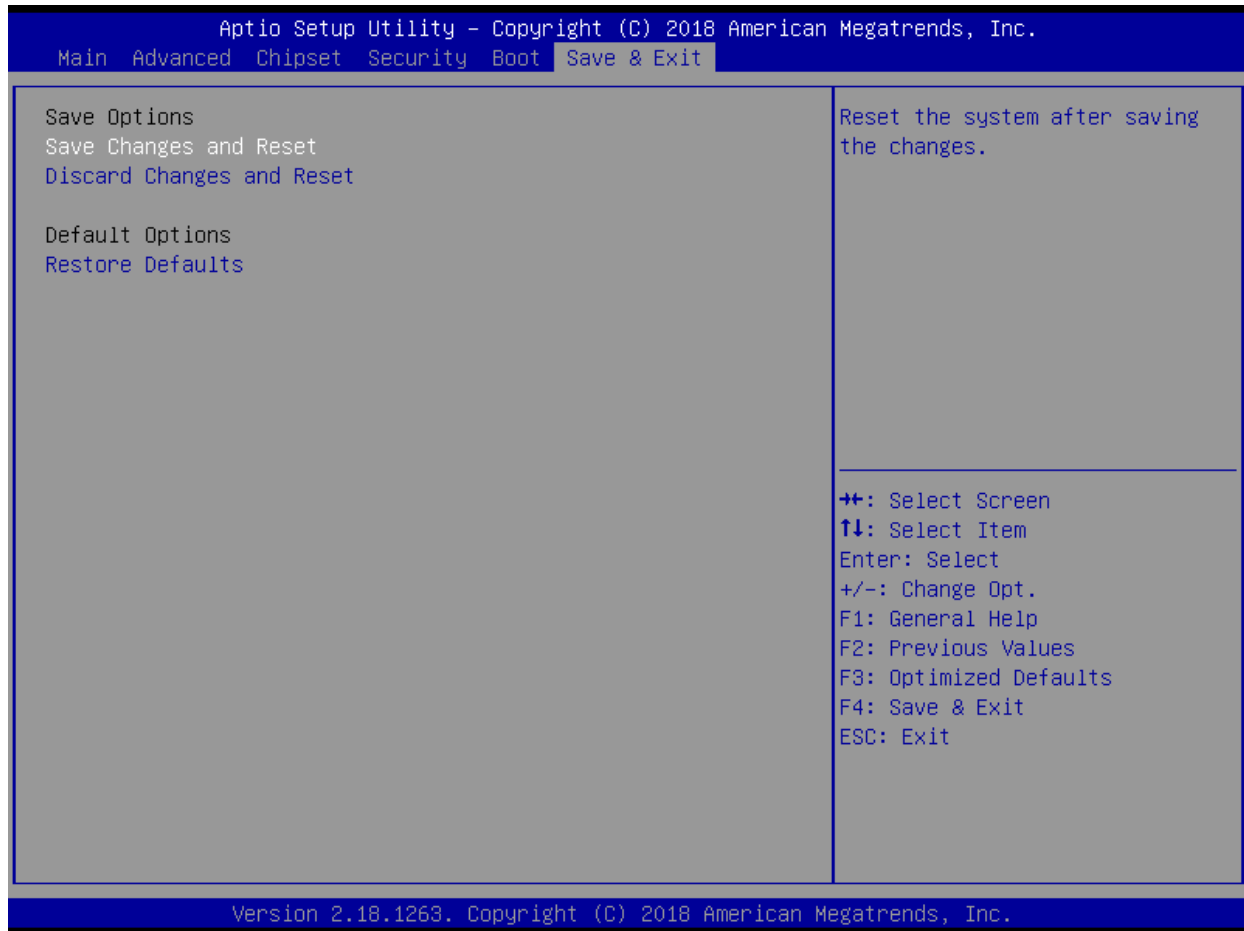 Aptio Setup Utility – Copyright (C) 2018 American Megatrends, Inc.
Main Advanced Chipset Security Boot Save & Exit
Save Options
Save Changes and Reset
Discard Changes and Reset
Default Options
Restore Defaults
Reset the system after saving
the changes.
→←: Select Screen
↑↓: Select Item
Enter: Select
+/-: Change Opt.
F1: General Help
F2: Previous Values
F3: Optimized Defaults
F4: Save & Exit
ESC: Exit
Version 2.18.1263. Copyright (C) 2018 American Megatrends, Inc.